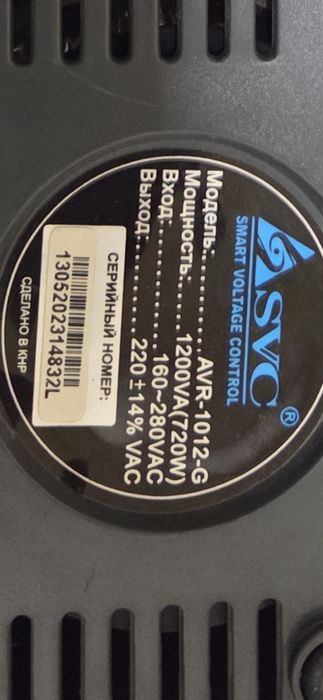 SVC®
SMART VOLTAGE CONTROL
Модель:..........AVR-1012-G
Мощность:.....1200VA(720W)
Вход:............160~280VAC
Выход:..........220±14% VAC
СЕРИЙНЫЙ НОМЕР:
1305202314832L
СДЕЛАНО В КНР